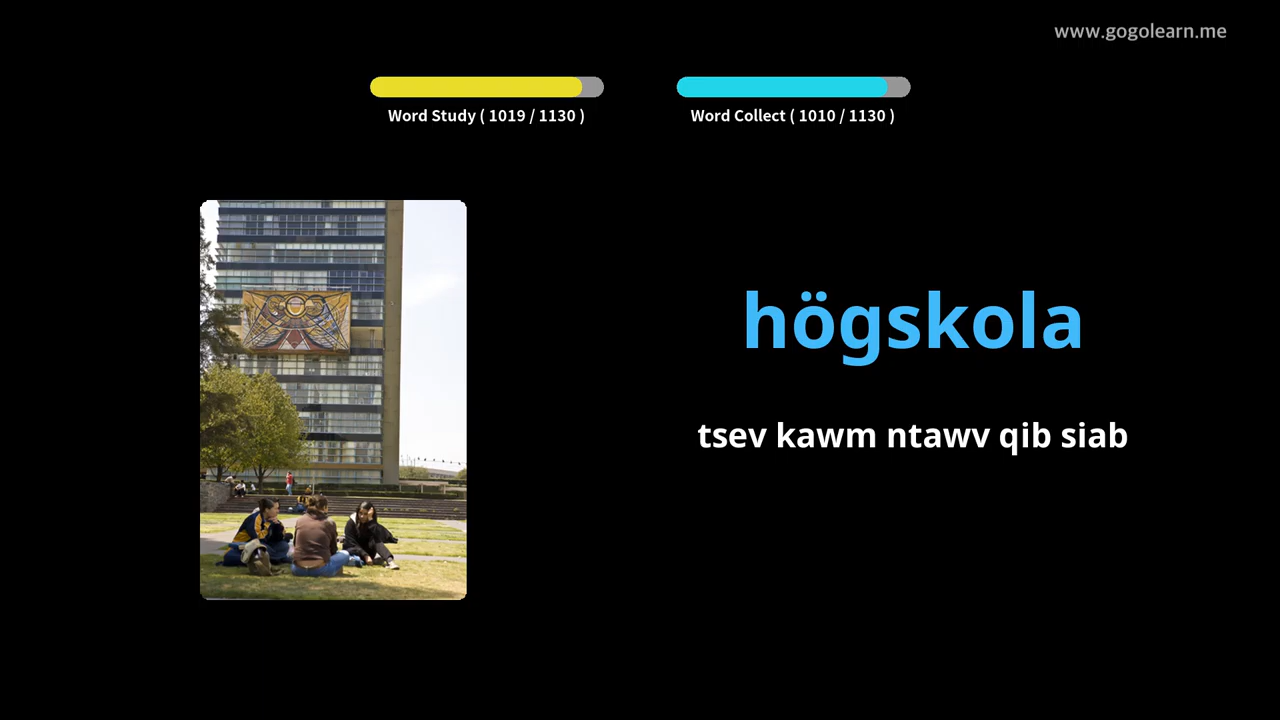 www.gogolearn.me
Word Study ( 1019 / 1130 )
Word Collect ( 1010 / 1130 )
högskola
tsev kawm ntawv qib siab